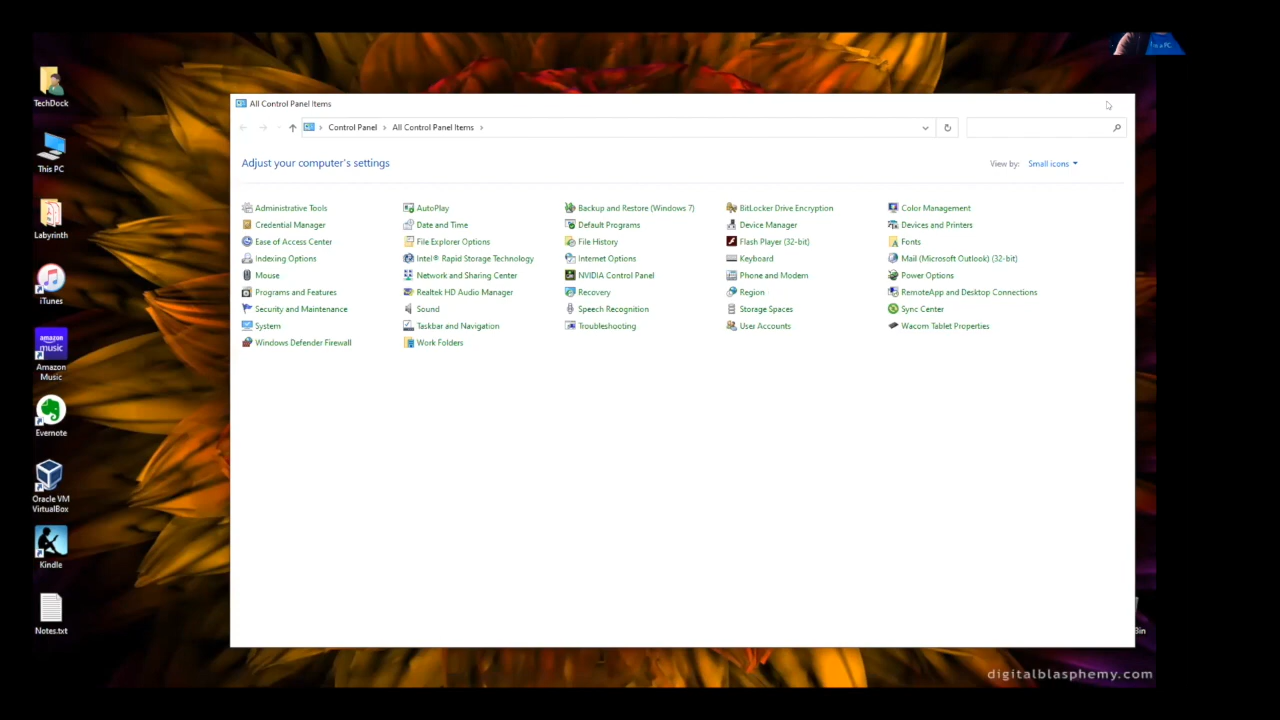 I'm a PC
TechDock
This PC
Labyrinth
iTunes
amazon
music
Amazon
Music
Evernote
Oracle VM
VirtualBox
Kindle
Notes.txt
All Control Panel Items
Control Panel > All Control Panel Items >
Adjust your computer's settings
View by: Small icons
Administrative Tools
AutoPlay
Backup and Restore (Windows 7)
BitLocker Drive Encryption
Color Management
Credential Manager
Date and Time
Default Programs
Device Manager
Devices and Printers
Ease of Access Center
File Explorer Options
File History
Flash Player (32-bit)
Fonts
Indexing Options
Intel® Rapid Storage Technology
Internet Options
Keyboard
Mail (Microsoft Outlook) (32-bit)
Mouse
Network and Sharing Center
NVIDIA Control Panel
Phone and Modem
Power Options
Programs and Features
Realtek HD Audio Manager
Recovery
Region
RemoteApp and Desktop Connections
Security and Maintenance
Sound
Speech Recognition
Storage Spaces
Sync Center
System
Taskbar and Navigation
Troubleshooting
User Accounts
Wacom Tablet Properties
Windows Defender Firewall
Work Folders
Bin
digitalblasphemy.com